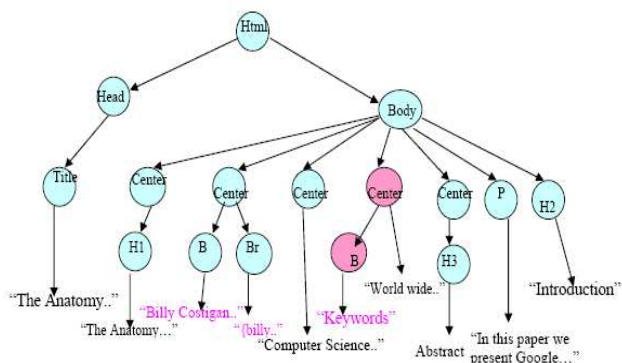 Html
Head
Body
Title
Center
Center
Center
Center
Center
P
H2
H1
B
Br
B
H3
“The Anatomy..”
“Billy Costigan..”
“{billy..”
“Keywords”
“World wide..”
“Introduction”
“The Anatomy…”
“Computer Science..”
Abstract
“In this paper we
present Google…”